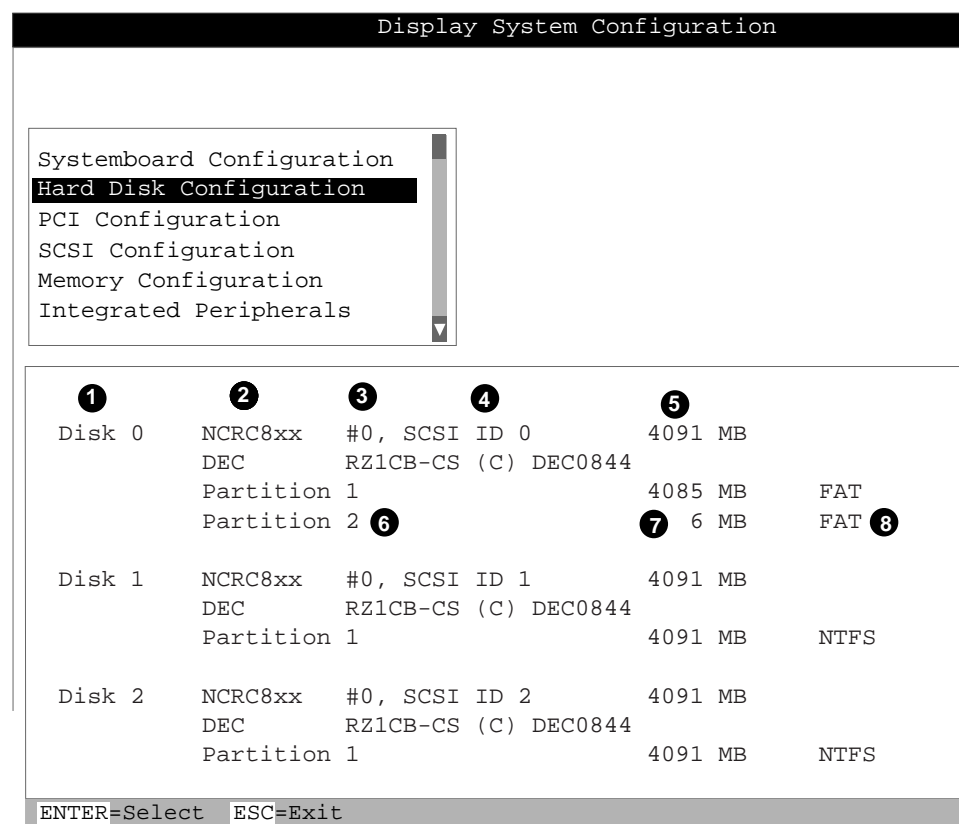 Display System Configuration
Systemboard Configuration
Hard Disk Configuration
PCI Configuration
SCSI Configuration
Memory Configuration
Integrated Peripherals
1 2 3 4 5
Disk 0 NCRC8xx #0, SCSI ID 0 4091 MB
DEC RZ1CB-CS (C) DEC0844
Partition 1 4085 MB FAT
Partition 2 6 7 6 MB FAT 8
Disk 1 NCRC8xx #0, SCSI ID 1 4091 MB
DEC RZ1CB-CS (C) DEC0844
Partition 1 4091 MB NTFS
Disk 2 NCRC8xx #0, SCSI ID 2 4091 MB
DEC RZ1CB-CS (C) DEC0844
Partition 1 4091 MB NTFS
ENTER=Select ESC=Exit